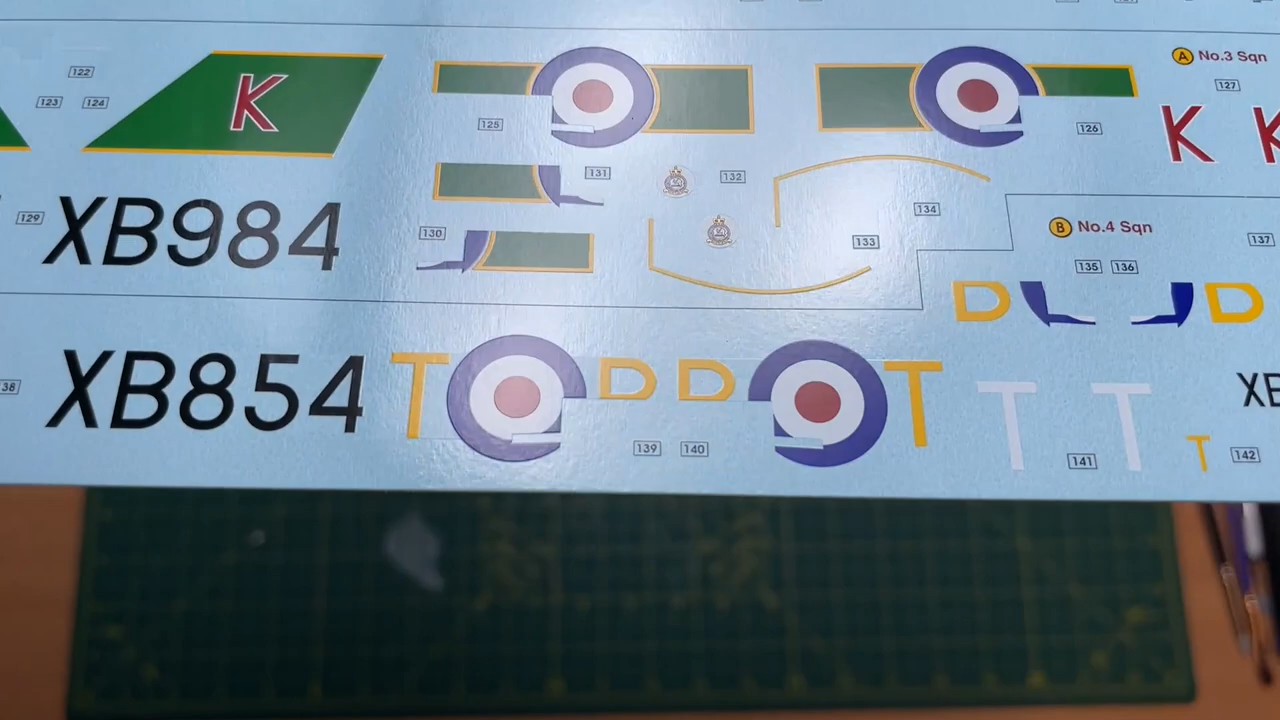 122
123
124
K
125
126
A No.3 Sqn
127
K K
129
XB984
131
132
130
134
133
B No.4 Sqn
135
136
137
D D
38
XB854
T D D T
139
140
T T
141
T
142
XB